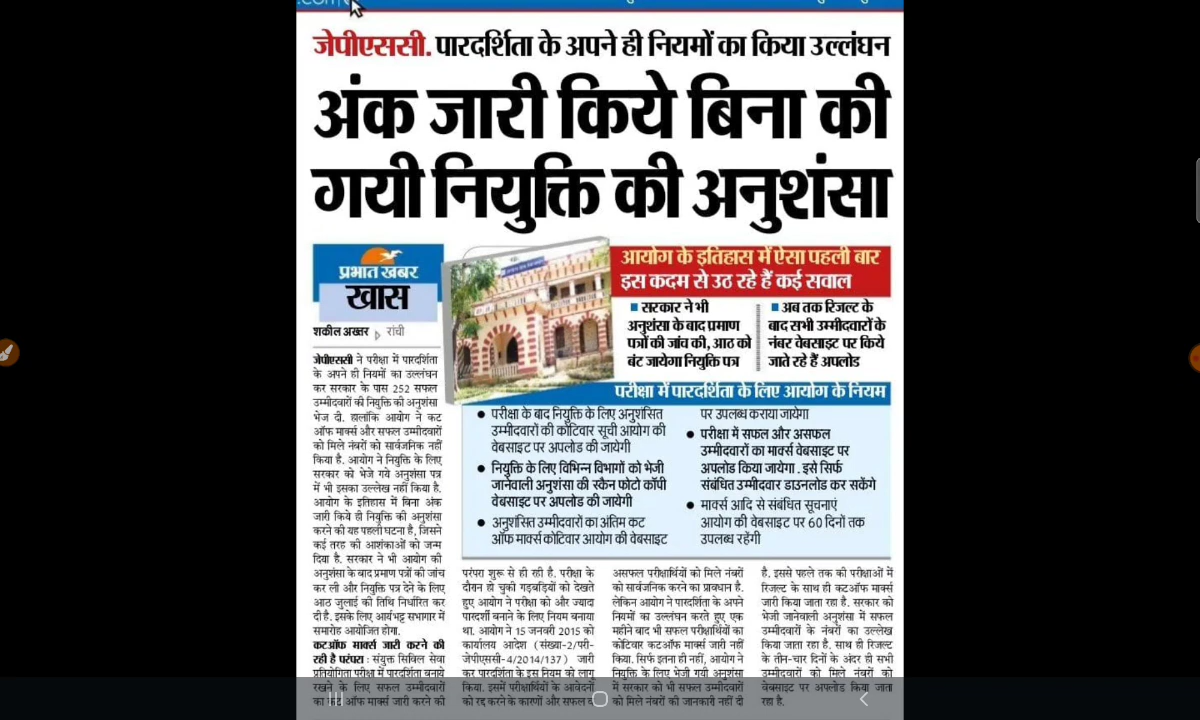 .com
जेपीएससी. पारदर्शिता के अपने ही नियमों का किया उल्लंघन
अंक जारी किये बिना की
गयी नियुक्ति की अनुशंसा
प्रभात खबर
खास
शकील अख्तर ▷ रांची
जेपीएससी ने परीक्षा में पारदर्शिता
के अपने ही नियमों का उल्लंघन
कर सरकार के पास 252 सफल
उम्मीदवारों की नियुक्ति की अनुशंसा
भेज दी. हालांकि आयोग ने कट
ऑफ मार्क्स और सफल उम्मीदवारों
को मिले नंबरों को सार्वजनिक नहीं
किया है. आयोग ने नियुक्ति के लिए
सरकार को भेजे गये अनुशंसा पत्र
में भी इसका उल्लेख नहीं किया है.
आयोग के इतिहास में बिना अंक
जारी किये ही नियुक्ति की अनुशंसा
करने की यह पहली घटना है, जिसने
कई तरह की आशंकाओं को जन्म
दिया है. सरकार ने भी आयोग की
अनुशंसा के बाद प्रमाण पत्रों की जांच
कर ली और नियुक्ति पत्र देने के लिए
आठ जुलाई की तिथि निर्धारित कर
दी है. इसके लिए आर्यभट्ट सभागार में
समारोह आयोजित होगा.
कटऑफ मार्क्स जारी करने की
रही है परंपरा : संयुक्त सिविल सेवा
प्रतियोगिता परीक्षा में पारदर्शिता बनाये
रखने के लिए सफल उम्मीदवारों
का कट ऑफ मार्क्स जारी करने की
आयोग के इतिहास में ऐसा पहली बार
इस कदम से उठ रहे हैं कई सवाल
■ सरकार ने भी
अनुशंसा के बाद प्रमाण
पत्रों की जांच की, आठ को
बंट जायेगा नियुक्ति पत्र
■ अब तक रिजल्ट के
बाद सभी उम्मीदवारों के
नंबर वेबसाइट पर किये
जाते रहे हैं अपलोड
परीक्षा में पारदर्शिता के लिए आयोग के नियम
● परीक्षा के बाद नियुक्ति के लिए अनुशंसित
उम्मीदवारों की कोटिवार सूची आयोग की
वेबसाइट पर अपलोड की जायेगी
● नियुक्ति के लिए विभिन्न विभागों को भेजी
जानेवाली अनुशंसा की स्कैन फोटो कॉपी
वेबसाइट पर अपलोड की जायेगी
● अनुशंसित उम्मीदवारों का अंतिम कट
ऑफ मार्क्स कोटिवार आयोग की वेबसाइट
पर उपलब्ध कराया जायेगा
● परीक्षा में सफल और असफल
उम्मीदवारों का मार्क्स वेबसाइट पर
अपलोड किया जायेगा . इसे सिर्फ
संबंधित उम्मीदवार डाउनलोड कर सकेंगे
● मार्क्स आदि से संबंधित सूचनाएं
आयोग की वेबसाइट पर 60 दिनों तक
उपलब्ध रहेंगी
परंपरा शुरू से ही रही है. परीक्षा के
दौरान हो चुकी गड़बड़ियों को देखते
हुए आयोग ने परीक्षा को और ज्यादा
पारदर्शी बनाने के लिए नियम बनाया
था. आयोग ने 15 जनवरी 2015 को
कार्यालय आदेश (संख्या-2/परी-
जेपीएससी-4/2014/137) जारी
कर पारदर्शिता के इस नियम को लागू
किया. इसमें परीक्षार्थियों के आवेदनों
को रद्द करने के कारणों और सफल व
असफल परीक्षार्थियों को मिले नंबरों
को सार्वजनिक करने का प्रावधान है.
लेकिन आयोग ने पारदर्शिता के अपने
नियमों का उल्लंघन करते हुए एक
महीने बाद भी सफल परीक्षार्थियों का
कोटिवार कटऑफ मार्क्स जारी नहीं
किया. सिर्फ इतना ही नहीं, आयोग ने
नियुक्ति के लिए भेजी गयी अनुशंसा
में सरकार को भी सफल उम्मीदवारों
को मिले नंबरों की जानकारी नहीं दी
है. इससे पहले तक की परीक्षाओं में
रिजल्ट के साथ ही कटऑफ मार्क्स
जारी किया जाता रहा है. सरकार को
भेजी जानेवाली अनुशंसा में सफल
उम्मीदवारों के नंबरों का उल्लेख
किया जाता रहा है. साथ ही रिजल्ट
के तीन-चार दिनों के अंदर ही सभी
उम्मीदवारों को मिले नंबरों को
वेबसाइट पर अपलोड किया जाता
रहा है.